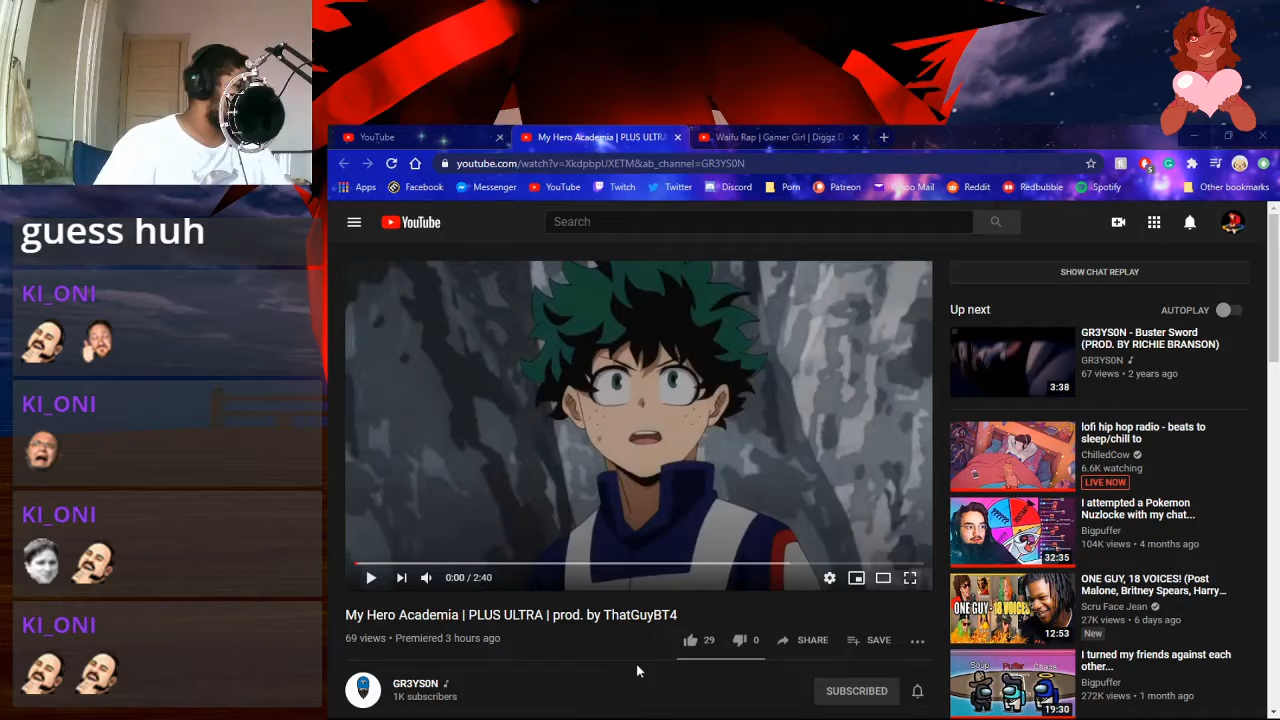 guess huh
KI_ONI
KI_ONI
KI_ONI
KI_ONI
YouTube
My Hero Academia | PLUS ULTRA
Waifu Rap | Gamer Girl | Diggz D
youtube.com/watch?v=XkdpbpUXETM&ab_channel=GR3YS0N
Apps
Facebook
Messenger
YouTube
Twitch
Twitter
Discord
Porn
Patreon
Yahoo Mail
Reddit
Redbubble
Spotify
Other bookmarks
YouTube
Search
0:00 / 2:40
My Hero Academia | PLUS ULTRA | prod. by ThatGuyBT4
69 views • Premiered 3 hours ago
29
0
SHARE
SAVE
GR3YS0N
1K subscribers
SUBSCRIBED
SHOW CHAT REPLAY
Up next
AUTOPLAY
3:38
GR3YS0N - Buster Sword
(PROD. BY RICHIE BRANSON)
GR3YS0N
67 views • 2 years ago
lofi hip hop radio - beats to
sleep/chill to
ChilledCow
6.6K watching
LIVE NOW
32:35
I attempted a Pokemon
Nuzlocke with my chat...
Bigpuffer
104K views • 4 months ago
ONE GUY
18 VOICES
12:53
ONE GUY, 18 VOICES! (Post
Malone, Britney Spears, Harry...
Scru Face Jean
27K views • 6 days ago
New
Soup
Puffer
Chaos
19:30
I turned my friends against each
other...
Bigpuffer
272K views • 1 month ago